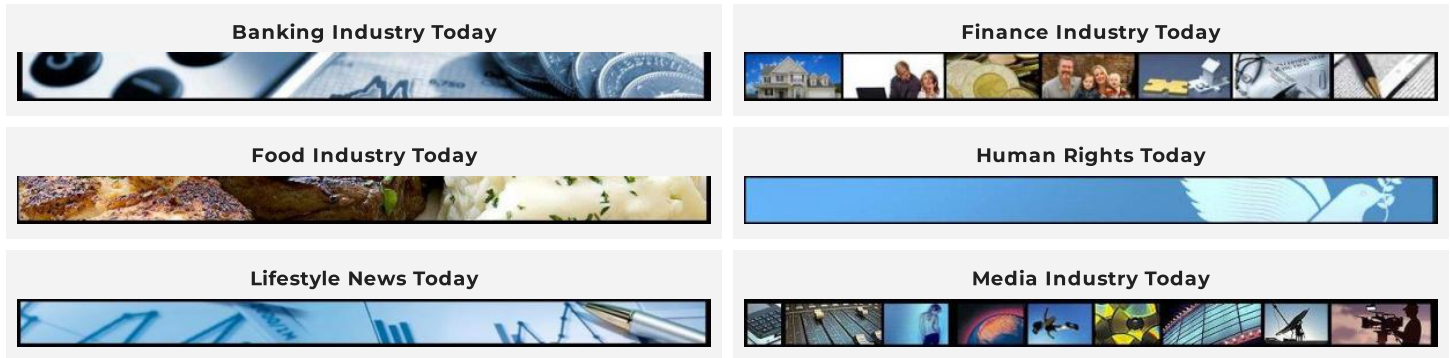 Banking Industry Today
Finance Industry Today
Food Industry Today
Human Rights Today
Lifestyle News Today
Media Industry Today